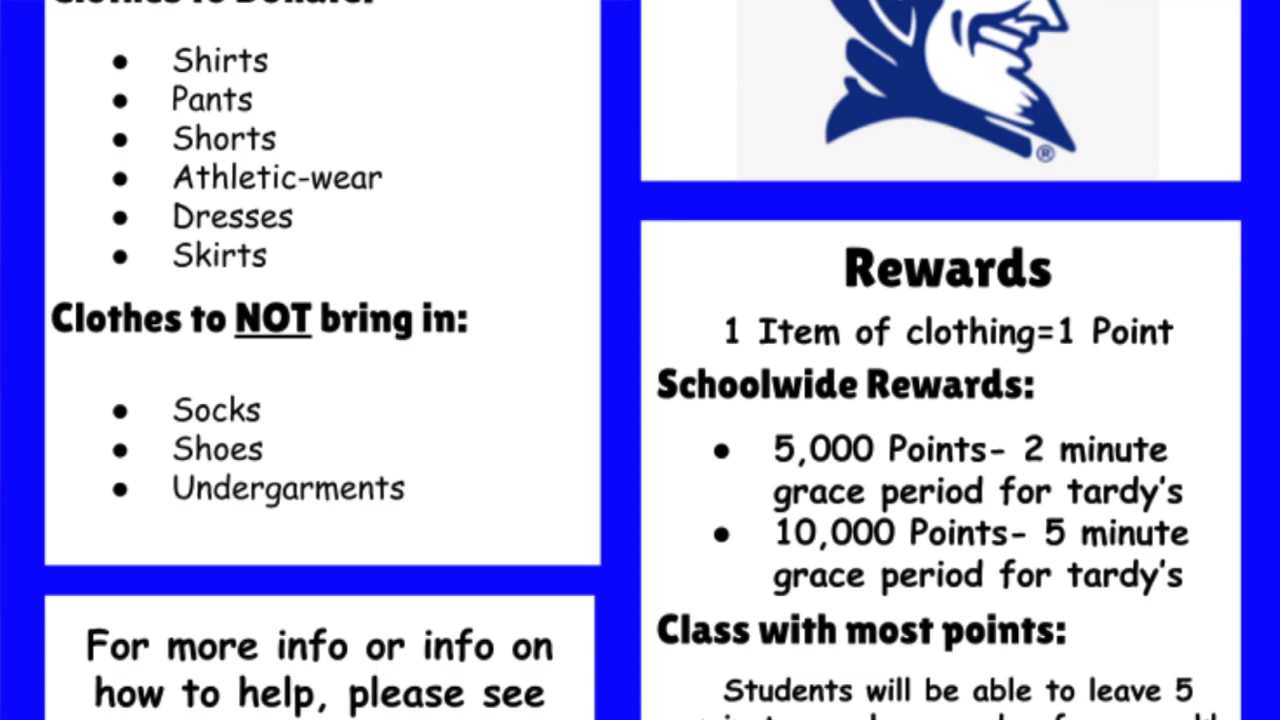 Clothes to Donate:
Shirts
Pants
Shorts
Athletic-wear
Dresses
Skirts
Clothes to NOT bring in:
Socks
Shoes
Undergarments
For more info or info on
how to help, please see
®
Rewards
1 Item of clothing=1 Point
Schoolwide Rewards:
5,000 Points- 2 minute
grace period for tardy's
10,000 Points- 5 minute
grace period for tardy's
Class with most points:
Students will be able to leave 5